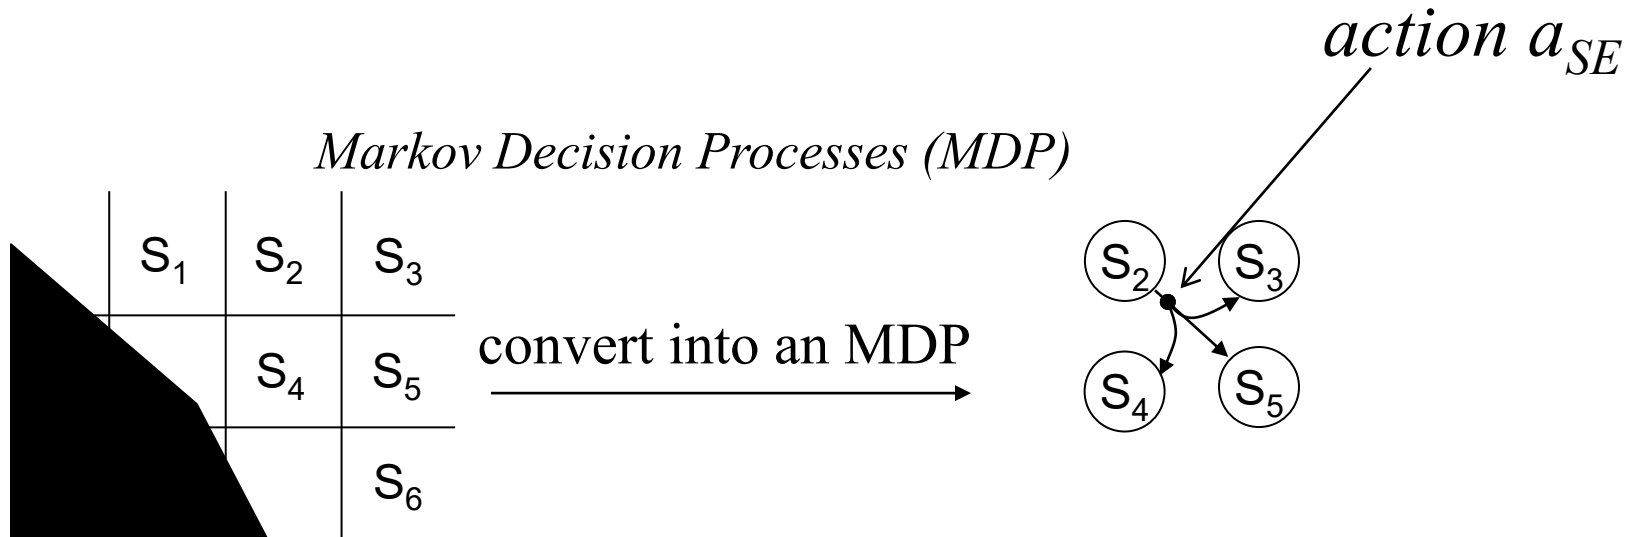 action a_SE
Markov Decision Processes (MDP)
S₁ S₂ S₃
S₄ S₅
S₆
convert into an MDP
S₂ S₃
S₄ S₅